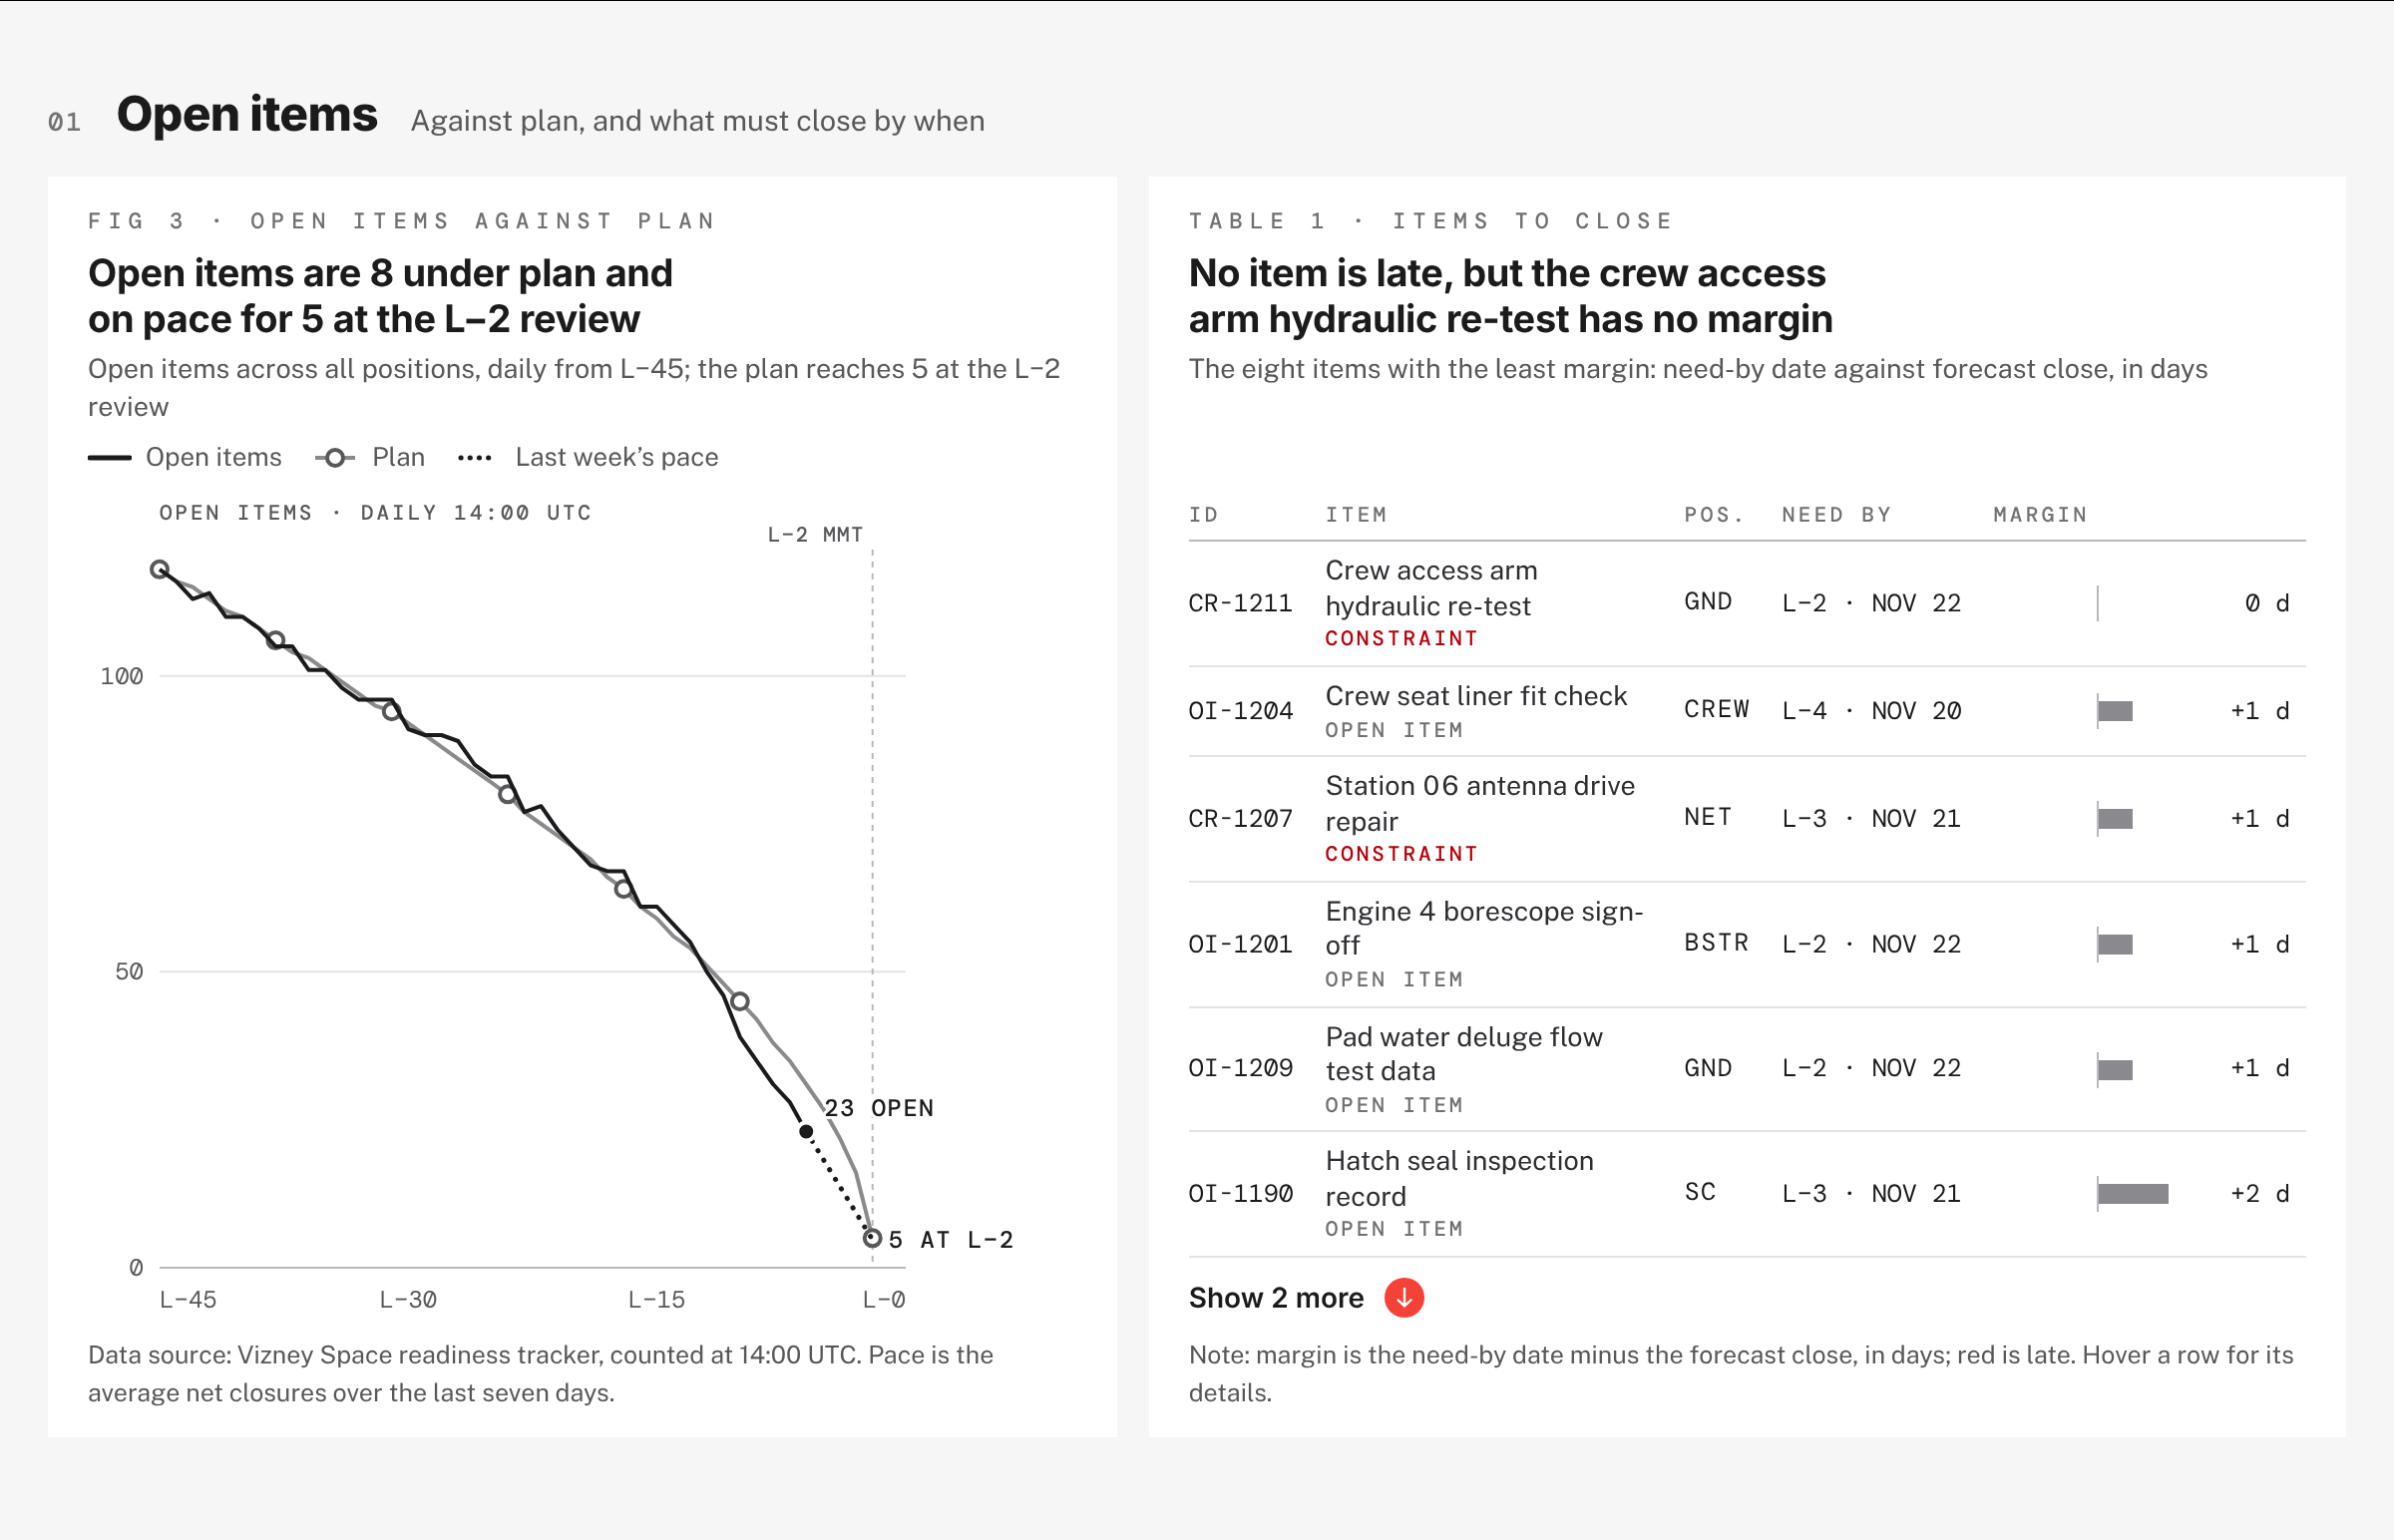 01 Open items Against plan, and what must close by when
FIG 3 · OPEN ITEMS AGAINST PLAN
Open items are 8 under plan and
on pace for 5 at the L−2 review
Open items across all positions, daily from L−45; the plan reaches 5 at the L−2
review
Open items Plan Last week’s pace
OPEN ITEMS · DAILY 14:00 UTC
L−2 MMT
100
50
23 OPEN
5 AT L−2
0
L−45 L−30 L−15 L−0
Data source: Vizney Space readiness tracker, counted at 14:00 UTC. Pace is the
average net closures over the last seven days.
TABLE 1 · ITEMS TO CLOSE
No item is late, but the crew access
arm hydraulic re-test has no margin
The eight items with the least margin: need-by date against forecast close, in days
ID ITEM POS. NEED BY MARGIN
Crew access arm
CR-1211 hydraulic re-test GND L−2 · NOV 22 0 d
CONSTRAINT
OI-1204 Crew seat liner fit check CREW L−4 · NOV 20 +1 d
OPEN ITEM
Station 06 antenna drive
CR-1207 repair NET L−3 · NOV 21 +1 d
CONSTRAINT
Engine 4 borescope sign-
OI-1201 off BSTR L−2 · NOV 22 +1 d
OPEN ITEM
Pad water deluge flow
OI-1209 test data GND L−2 · NOV 22 +1 d
OPEN ITEM
Hatch seal inspection
OI-1190 record SC L−3 · NOV 21 +2 d
OPEN ITEM
Show 2 more
Note: margin is the need-by date minus the forecast close, in days; red is late. Hover a row for its
details.